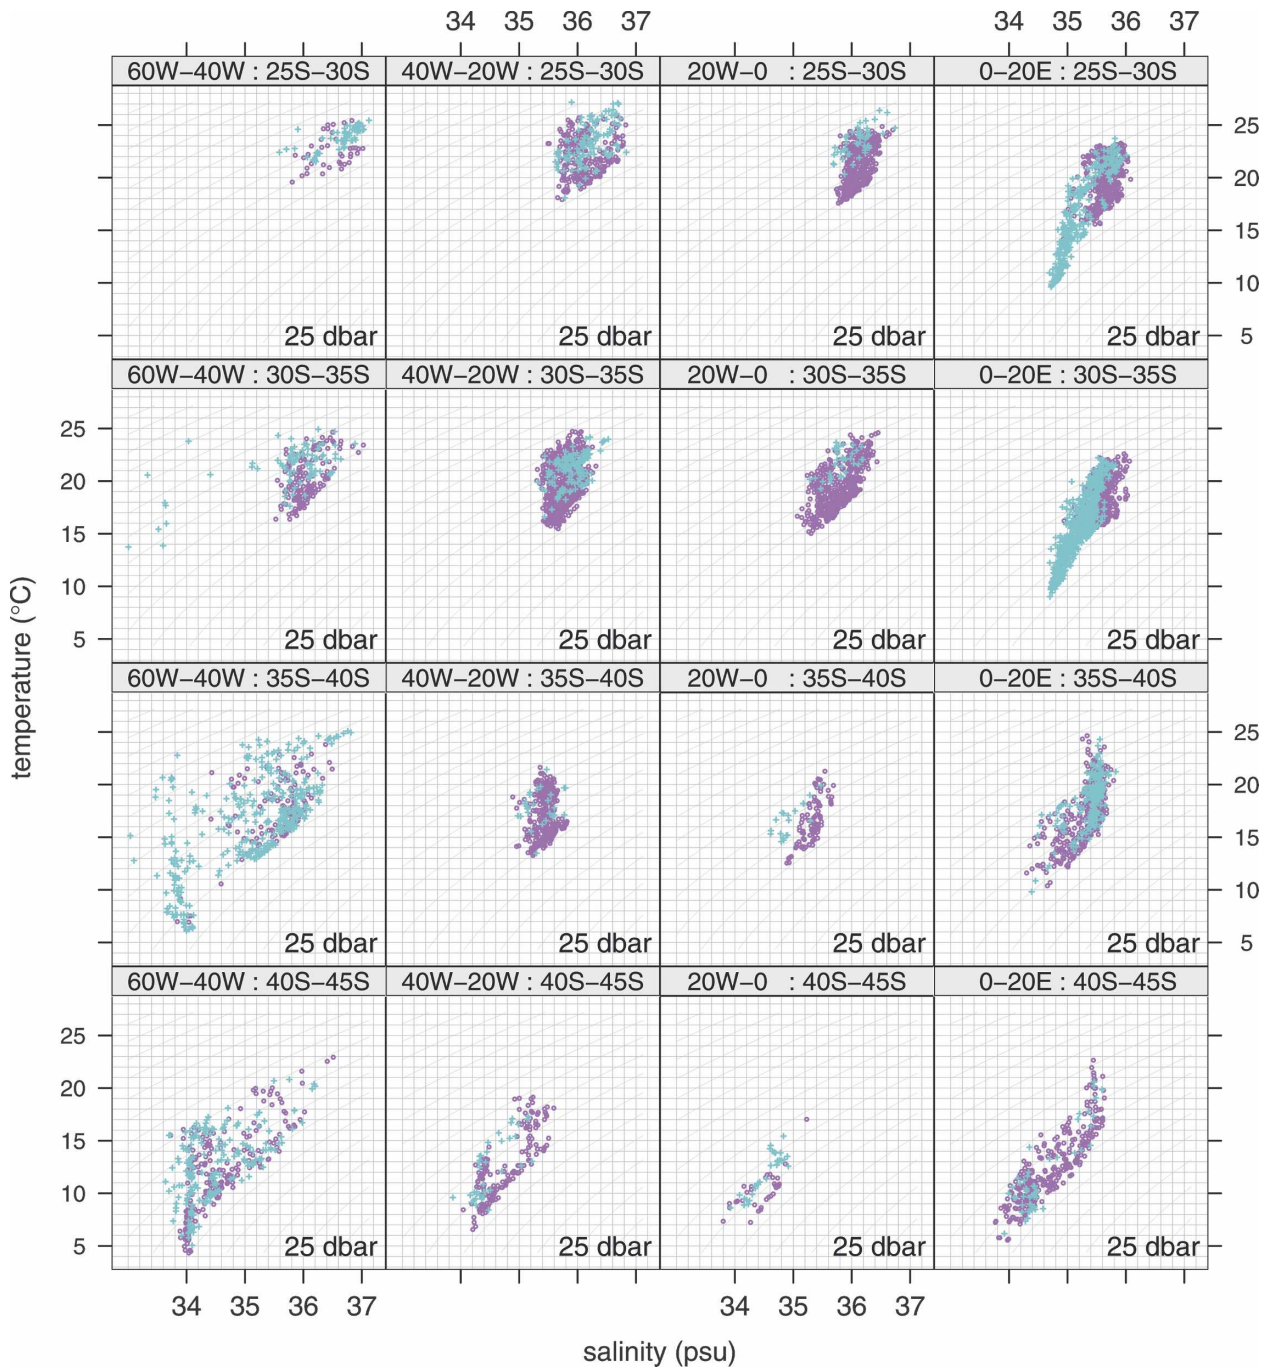 34 35 36 37 34 35 36 37
60W–40W : 25S–30S 40W–20W : 25S–30S 20W–0 : 25S–30S 0–20E : 25S–30S
25
20
15
10
5
25 dbar 25 dbar 25 dbar 25 dbar
60W–40W : 30S–35S 40W–20W : 30S–35S 20W–0 : 30S–35S 0–20E : 30S–35S
25
20
15
10
5
25 dbar 25 dbar 25 dbar 25 dbar
temperature (°C)
60W–40W : 35S–40S 40W–20W : 35S–40S 20W–0 : 35S–40S 0–20E : 35S–40S
25
20
15
10
5
25 dbar 25 dbar 25 dbar 25 dbar
60W–40W : 40S–45S 40W–20W : 40S–45S 20W–0 : 40S–45S 0–20E : 40S–45S
25
20
15
10
5
25 dbar 25 dbar 25 dbar 25 dbar
34 35 36 37 34 35 36 37
salinity (psu)